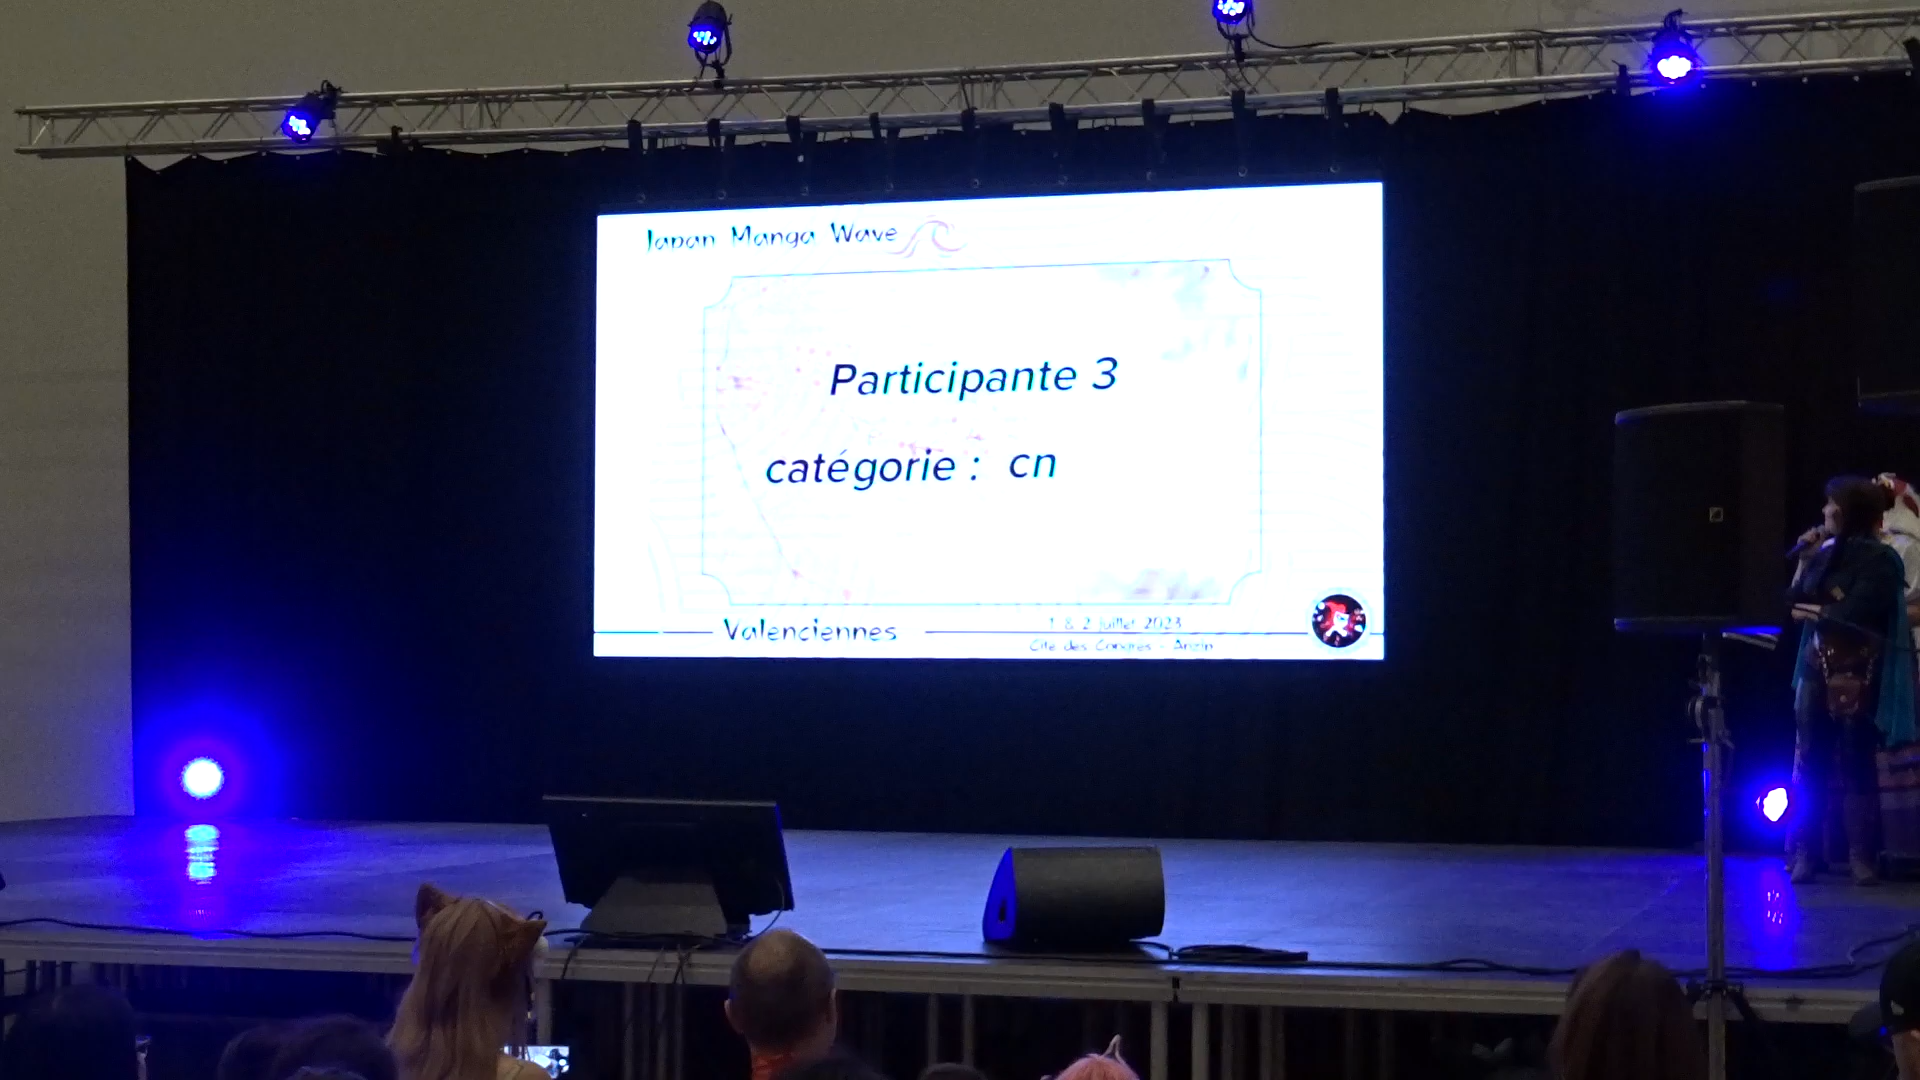 Japan Manga Wave
Participante 3
catégorie : cn
Valenciennes
1 & 2 juillet 2023
Cité des Congrès - Anzin